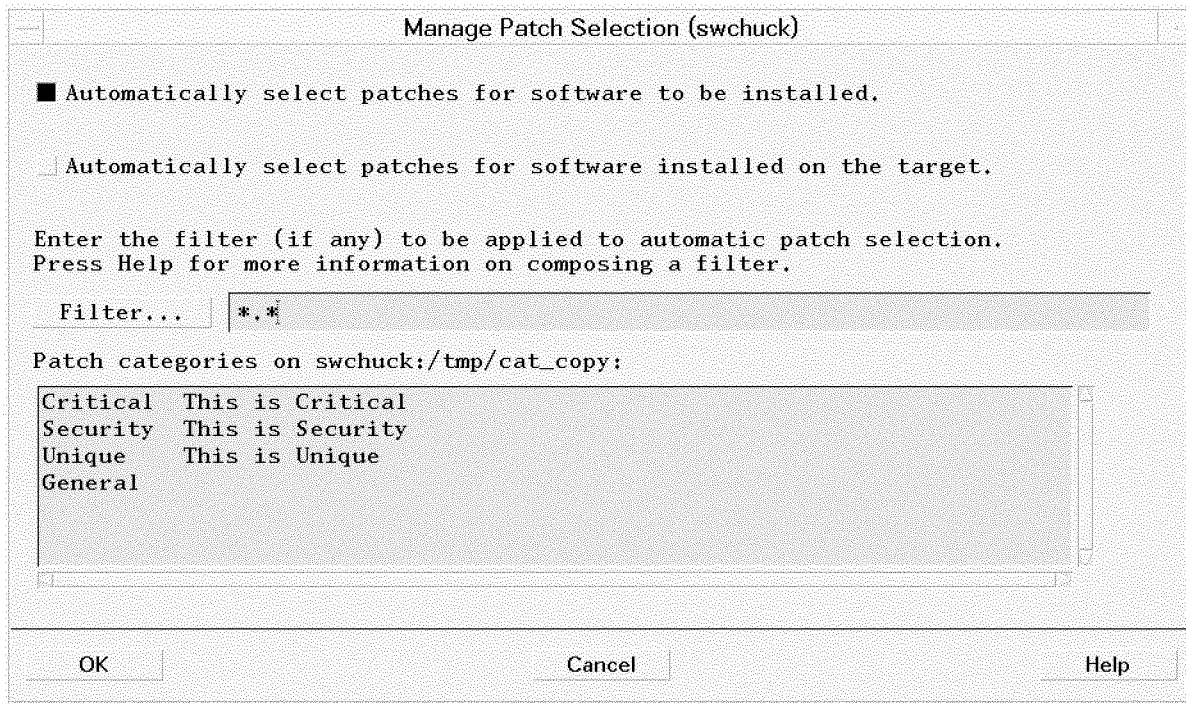 Manage Patch Selection (swchuck)
Automatically select patches for software to be installed.
Automatically select patches for software installed on the target.
Enter the filter (if any) to be applied to automatic patch selection.
Press Help for more information on composing a filter.
Filter... *.*
Patch categories on swchuck:/tmp/cat_copy:
Critical This is Critical
Security This is Security
Unique This is Unique
General
OK Cancel Help